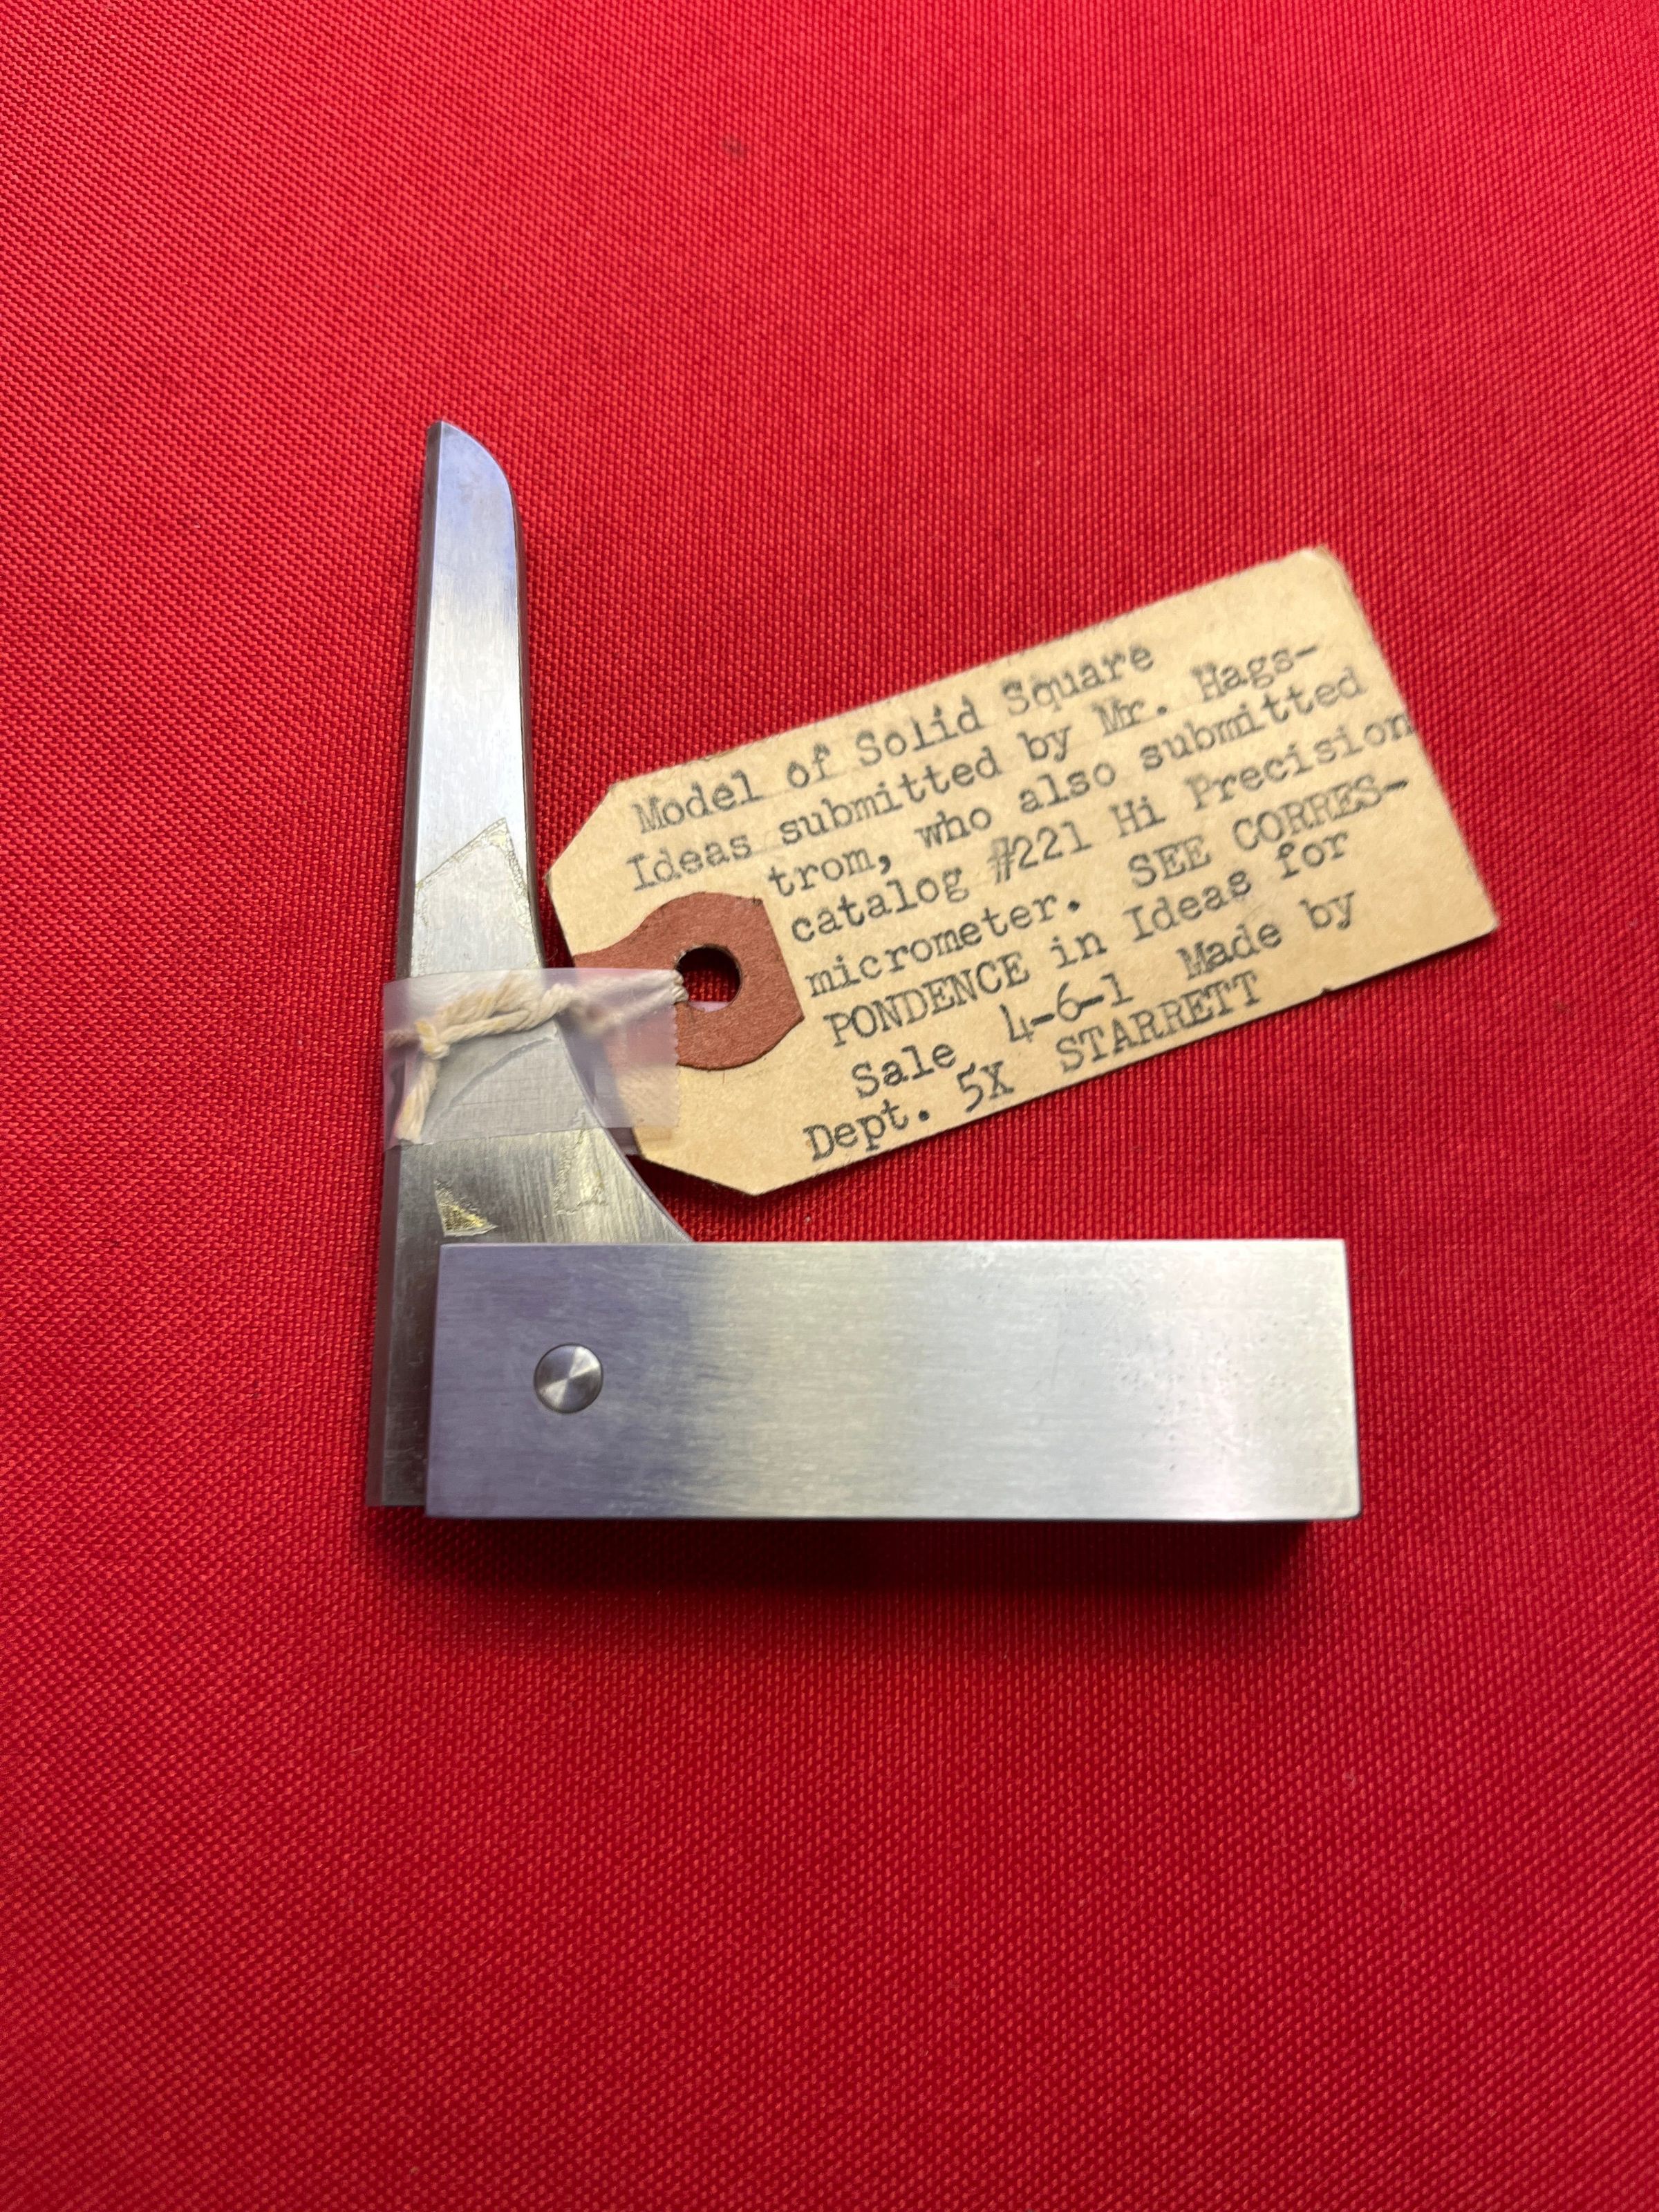 Model of Solid Square
Ideas submitted by Mr. Hags-
trom, who also submitted
catalog #221 Hi Precision
micrometer. SEE CORRES-
PONDENCE in Ideas for
Sale 4-6-1 Made by
Dept. 5X STARRETT